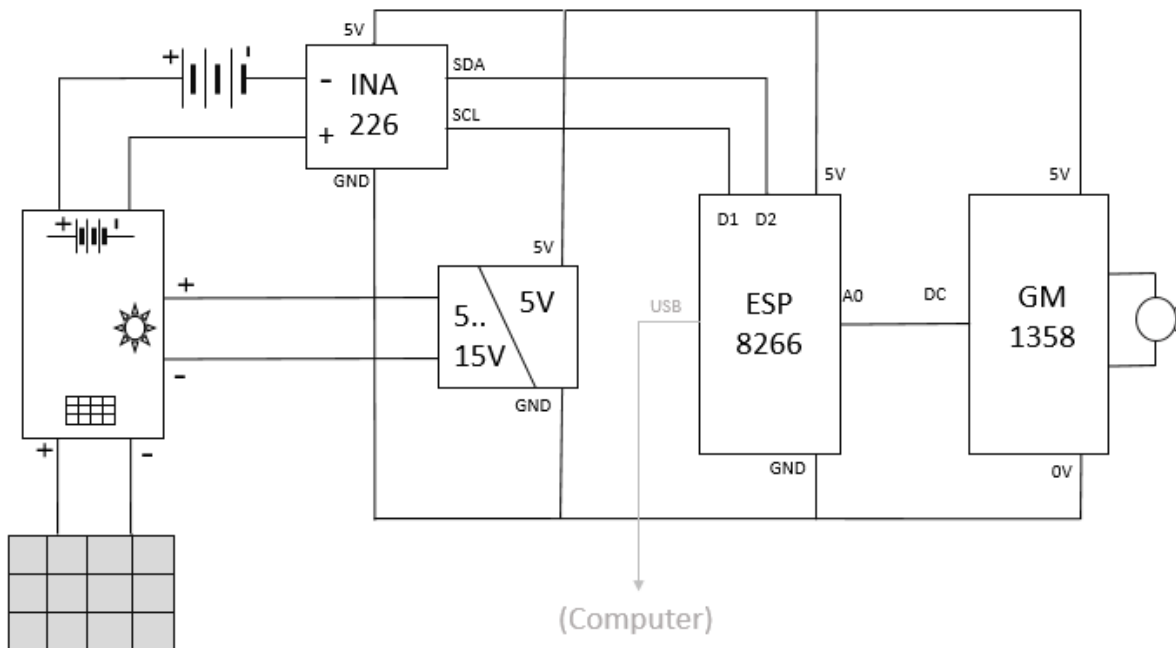 5V
+
-
INA
226
-
+
SDA
SCL
GND
5V
5V
+
-
D1 D2
5V
5..
15V
+
-
USB
ESP
8266
A0
DC
GM
1358
GND
GND
0V
+
-
(Computer)